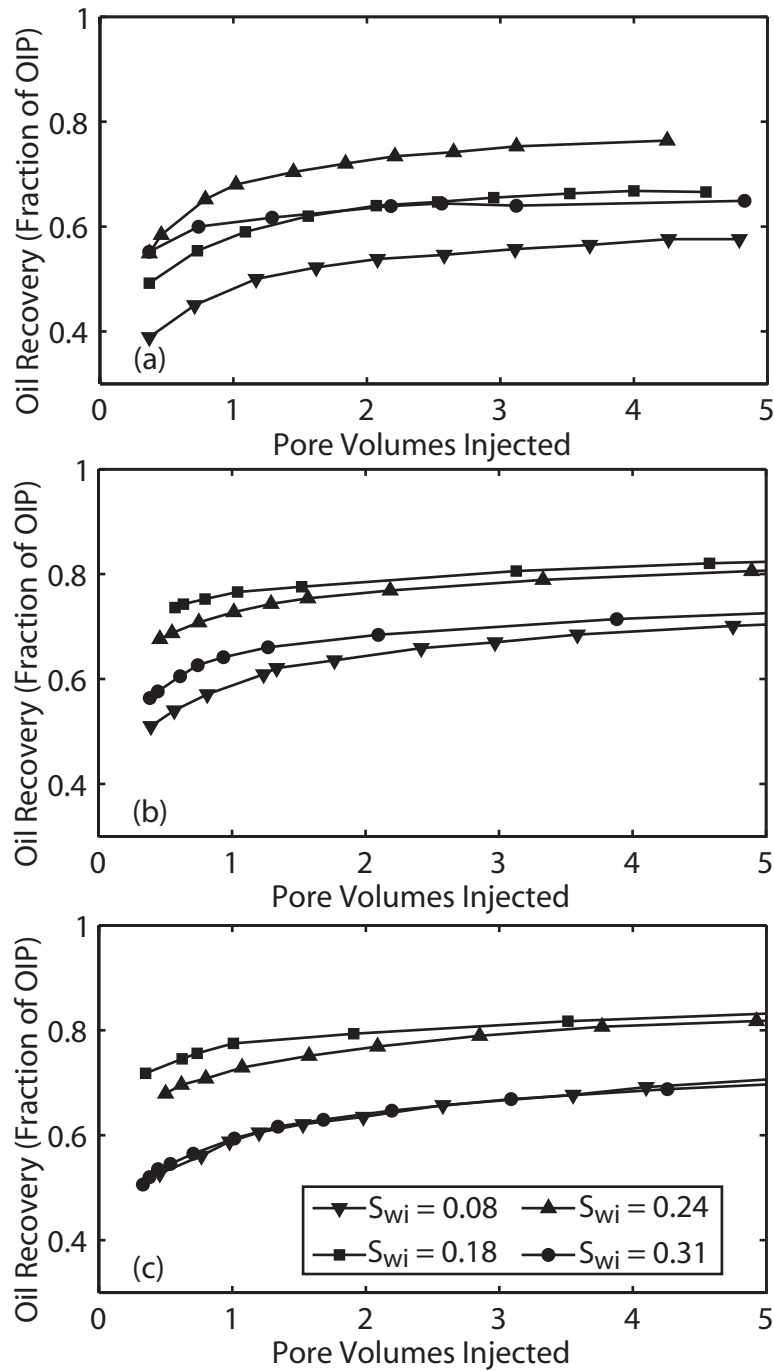 1
0.8
0.6
0.4
Oil Recovery (Fraction of OIP)
(a)
0 1 2 3 4 5
Pore Volumes Injected
1
0.8
0.6
0.4
Oil Recovery (Fraction of OIP)
(b)
0 1 2 3 4 5
Pore Volumes Injected
1
0.8
0.6
0.4
Oil Recovery (Fraction of OIP)
Swi = 0.08 Swi = 0.24
Swi = 0.18 Swi = 0.31
(c)
0 1 2 3 4 5
Pore Volumes Injected